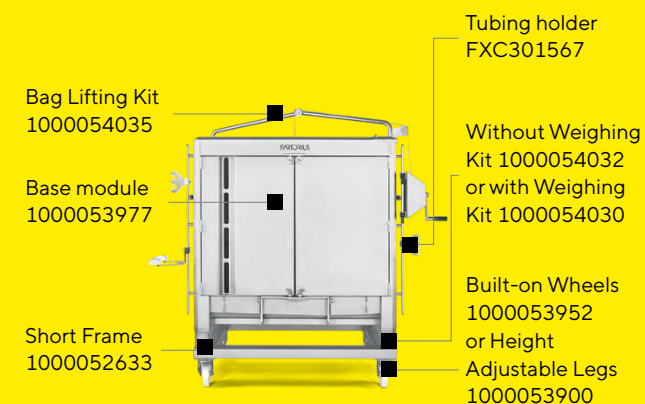 Tubing holder
FXC301567
Bag Lifting Kit
1000054035
Without Weighing
Kit 1000054032
or with Weighing
Kit 1000054030
SARTORIUS
Base module
1000053977
Built-on Wheels
1000053952
or Height
Adjustable Legs
1000053900
Short Frame
1000052633